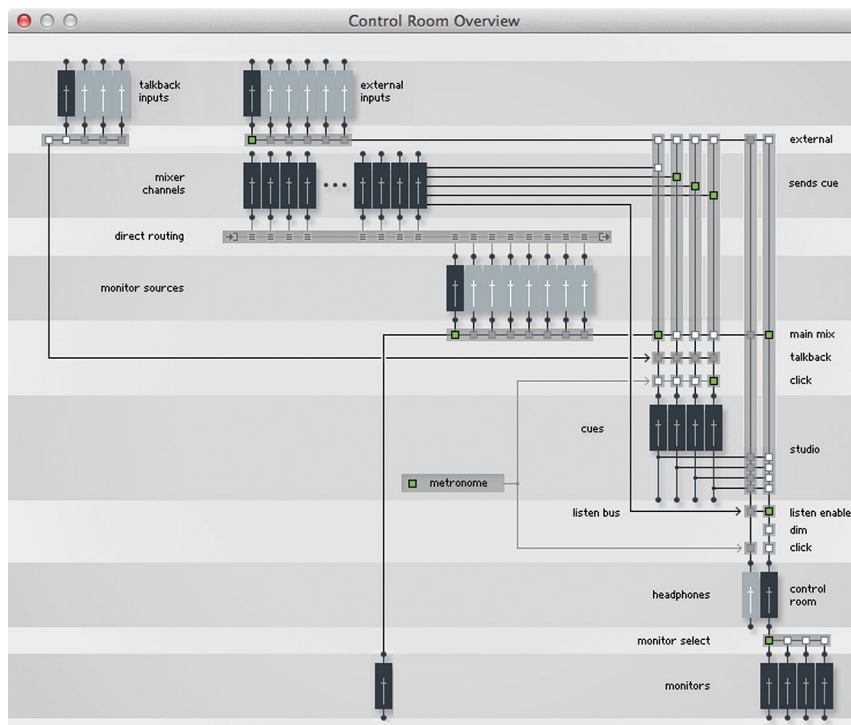 Control Room Overview
talkback
inputs
external
inputs
external
mixer
channels
sends cue
direct routing
monitor sources
main mix
talkback
click
cues
studio
metronome
listen bus
listen enable
dim
click
headphones
control
room
monitor select
monitors